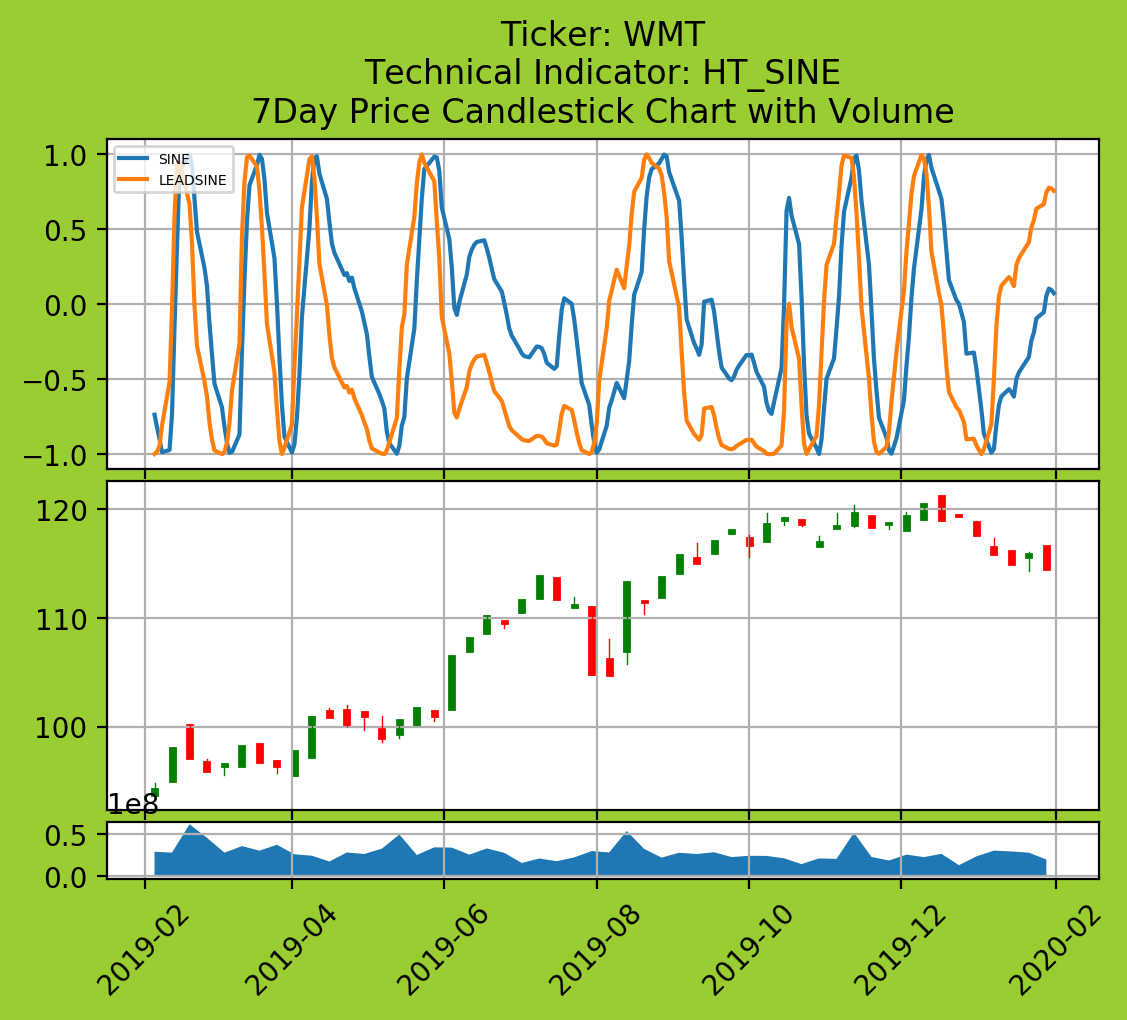 Ticker: WMT
Technical Indicator: HT_SINE
7Day Price Candlestick Chart with Volume
SINE
LEADSINE
1.0
0.5
0.0
−0.5
−1.0
120
110
100
1e8
0.5
0.0
2019-02
2019-04
2019-06
2019-08
2019-10
2019-12
2020-02